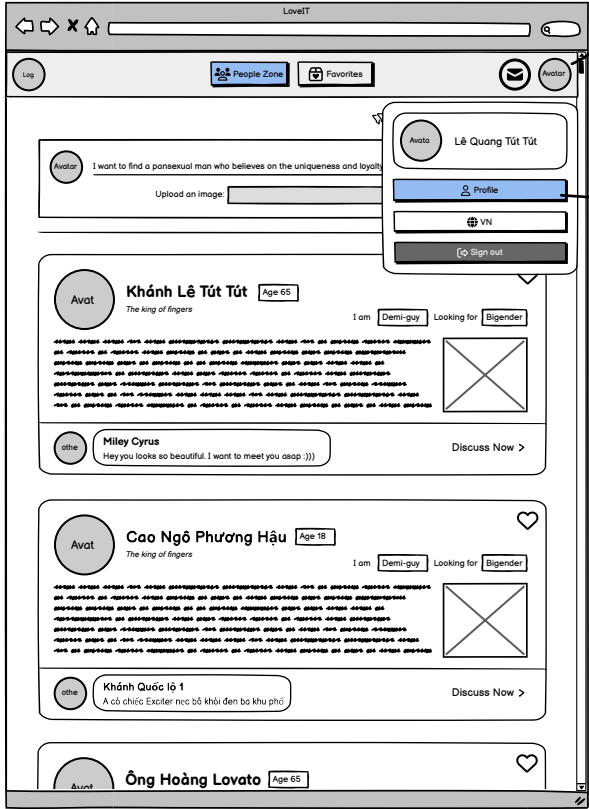 LoveIT
Log
People Zone
Favorites
Avatar
Avata
Lê Quang Tút Tút
Profile
VN
Sign out
Avatar
I want to find a pansexual man who believes on the uniqueness and loyalty
Upload an image:
Avat
Khánh Lê Tút Tút
Age 65
The king of fingers
I am
Demi-guy
Looking for
Bigender
othe
Miley Cyrus
Hey you looks so beautiful. I want to meet you asap :)))
Discuss Now >
Avat
Cao Ngô Phương Hậu
Age 18
The king of fingers
I am
Demi-guy
Looking for
Bigender
othe
Khánh Quốc lộ 1
A có chiếc Exciter nẹc bô khói đen ba khu phố
Discuss Now >
Avat
Ông Hoàng Lovato
Age 65